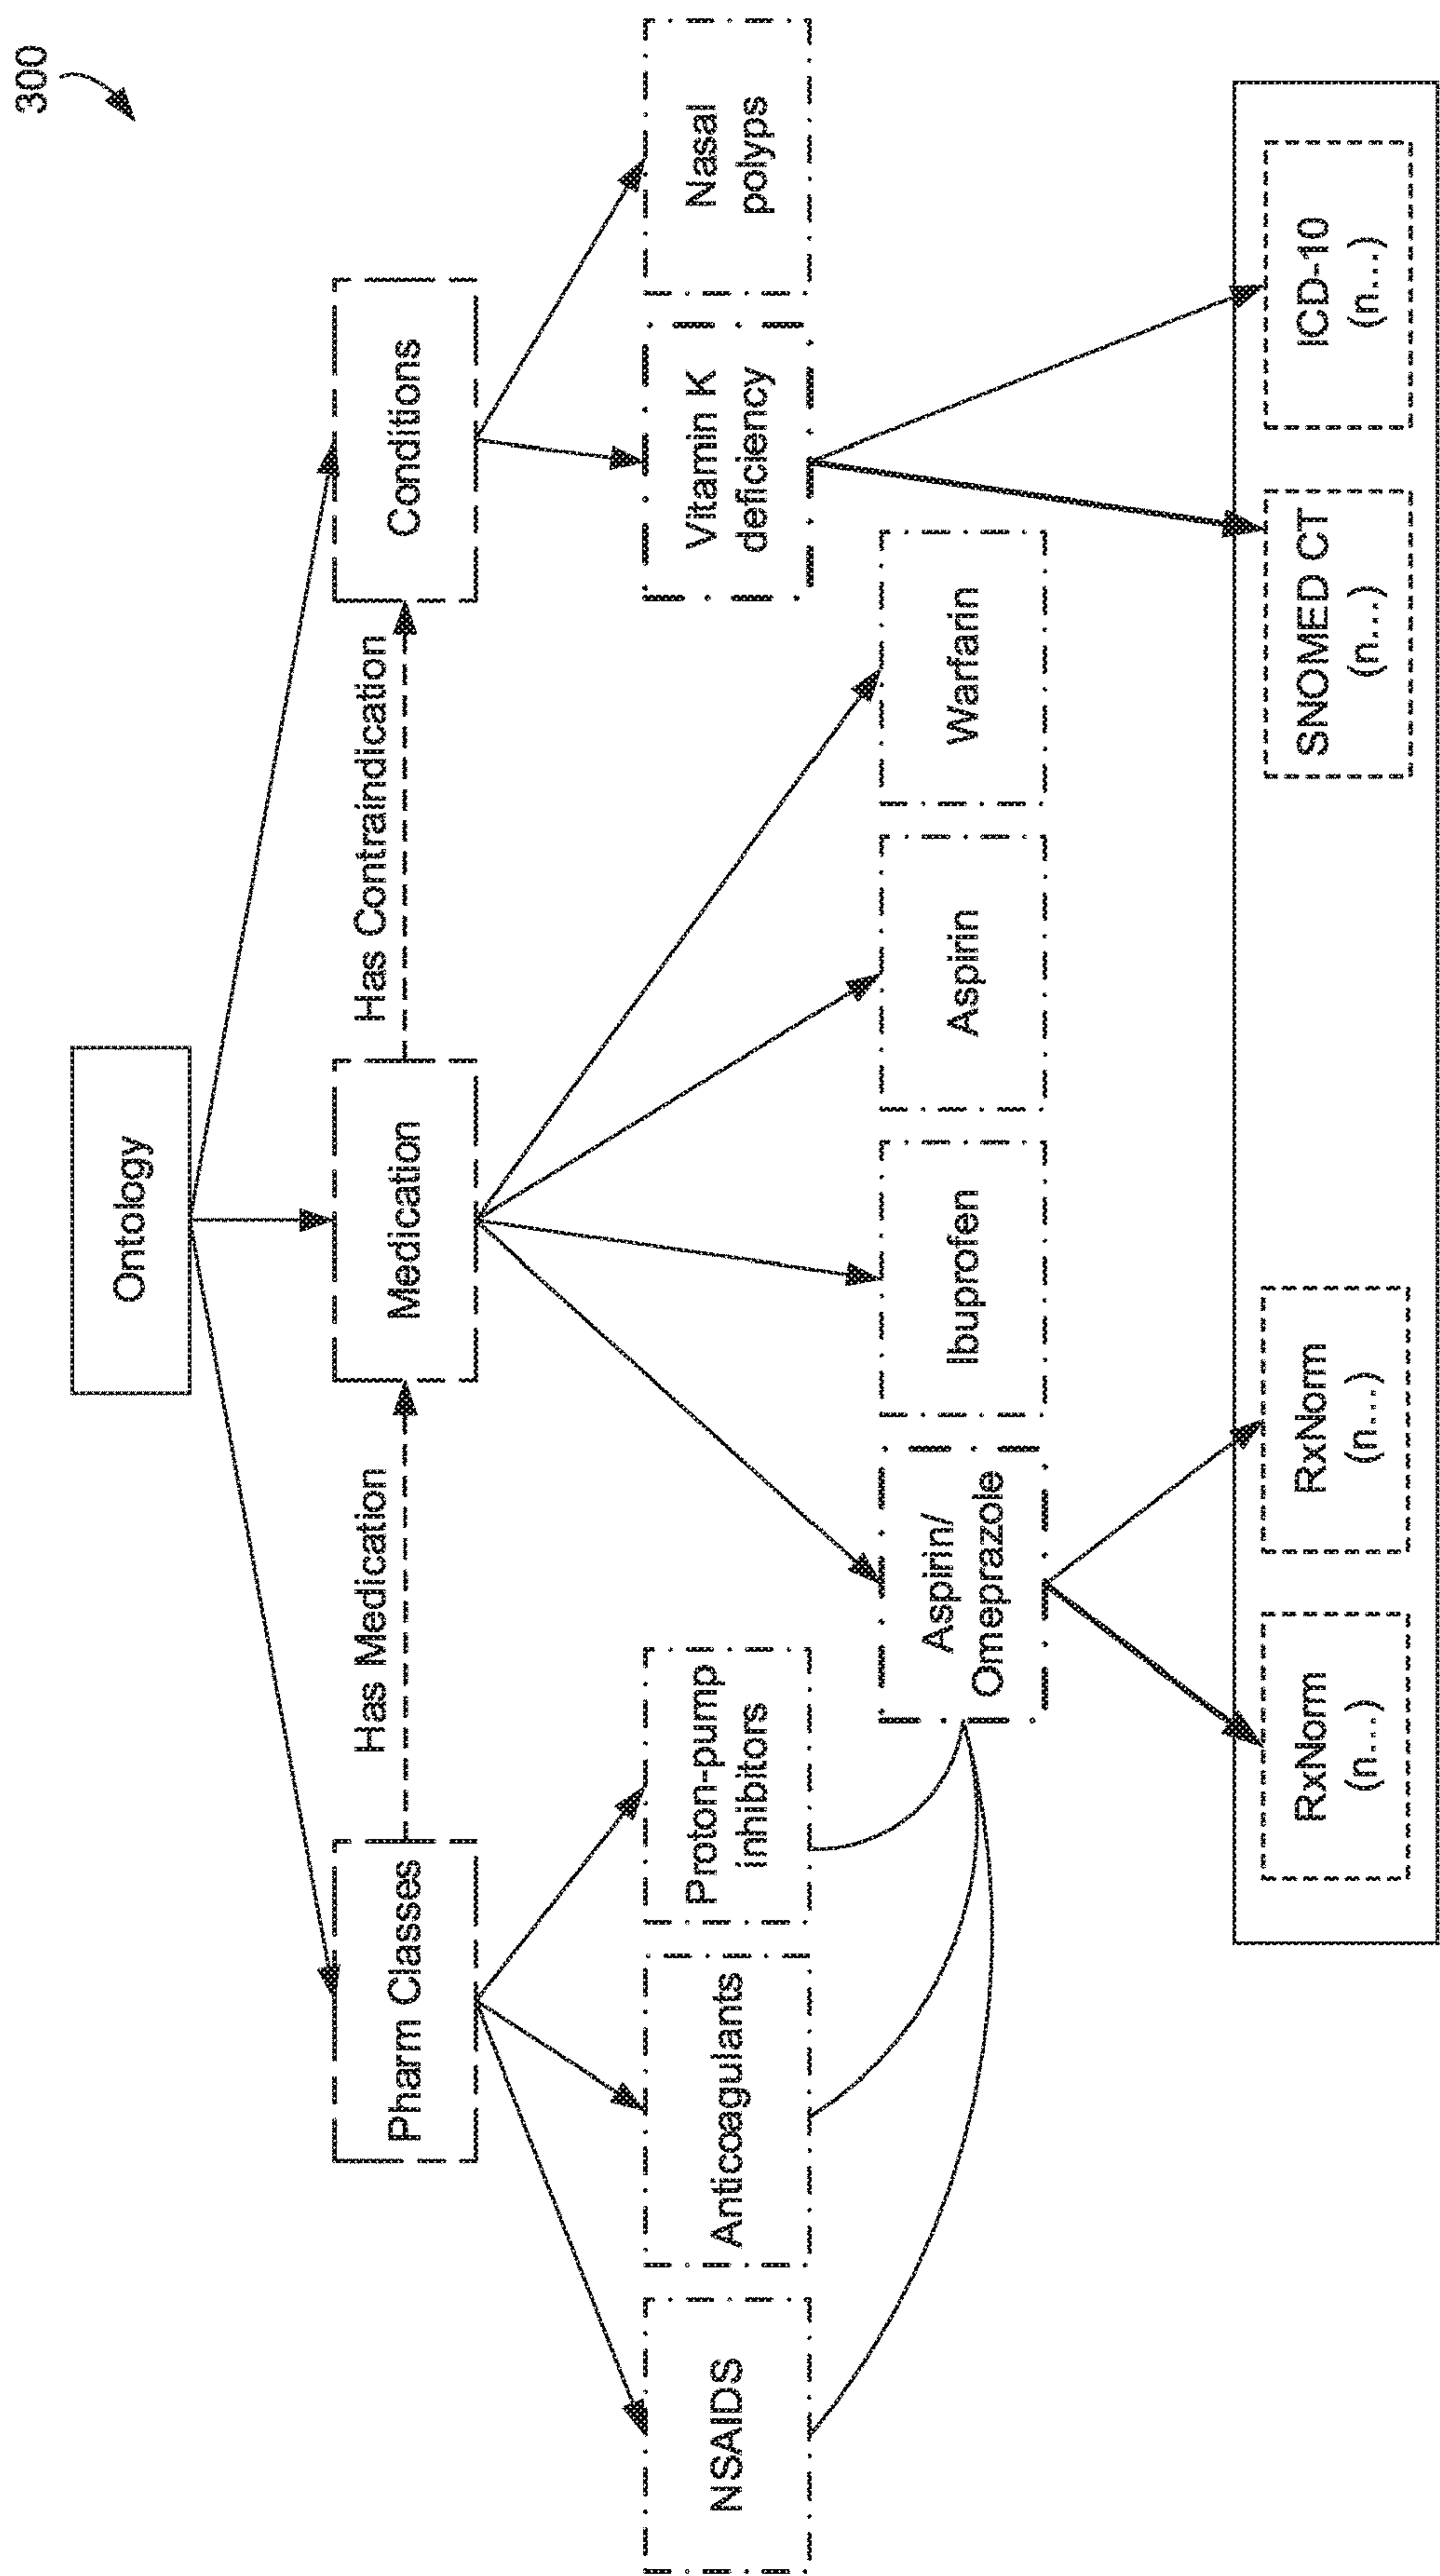 300
Ontology
Has Medication
Has Contraindication
Pharm Classes
Medication
Conditions
NSAIDS
Anticoagulants
Proton-pump
inhibitors
Vitamin K
deficiency
Nasal
polyps
Aspirin/
Omeprazole
Ibuprofen
Aspirin
Warfarin
RxNorm
(n...)
RxNorm
(n...)
SNOMED CT
(n...)
ICD-10
(n...)